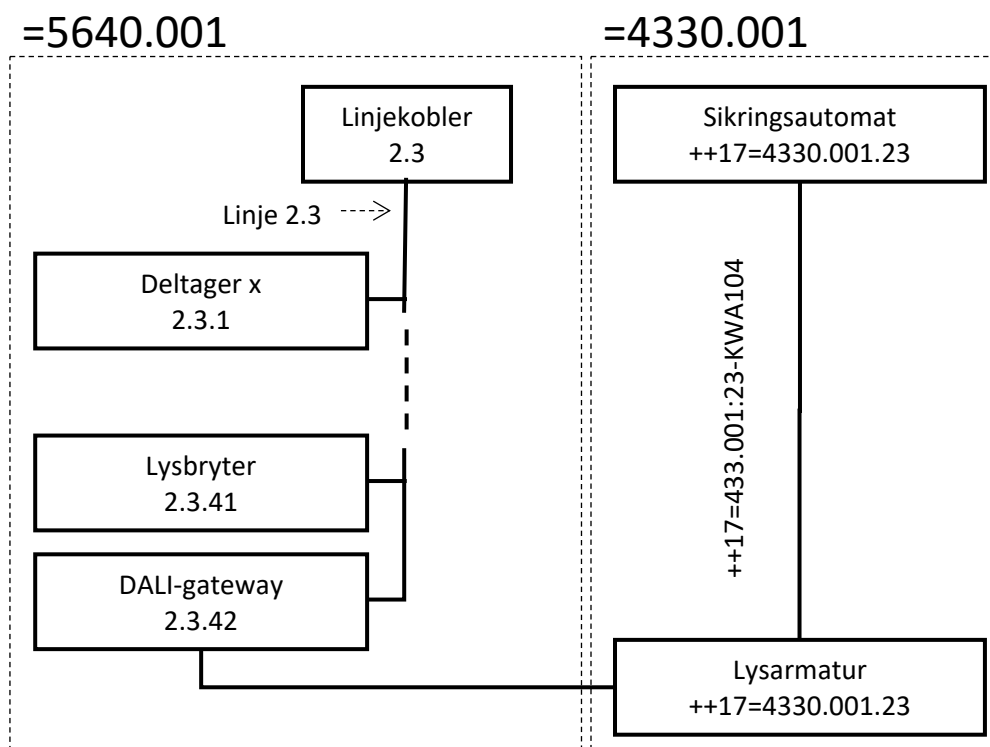 =5640.001
=4330.001
Linjekobler
2.3
Linje 2.3
Deltager x
2.3.1
Lysbryter
2.3.41
DALI-gateway
2.3.42
Sikringsautomat
++17=4330.001.23
++17=433.001:23-KWA104
Lysarmatur
++17=4330.001.23